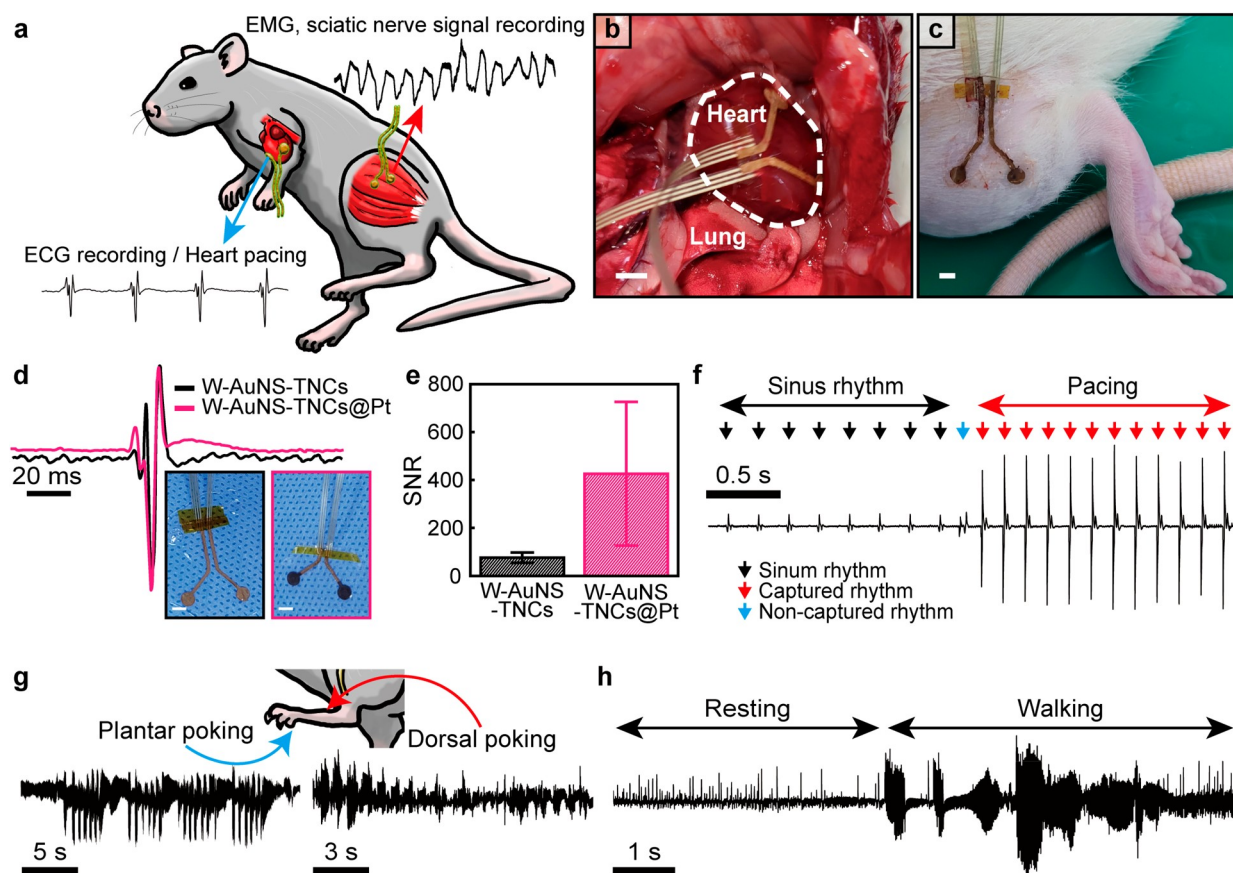 a
EMG, sciatic nerve signal recording
ECG recording / Heart pacing
b
Heart
Lung
c
d
W-AuNS-TNCs
W-AuNS-TNCs@Pt
20 ms
e
800
600
400
200
0
SNR
W-AuNS
-TNCs
W-AuNS
-TNCs@Pt
f
Sinus rhythm
Pacing
0.5 s
Sinum rhythm
Captured rhythm
Non-captured rhythm
g
Plantar poking
Dorsal poking
5 s
3 s
h
Resting
Walking
1 s